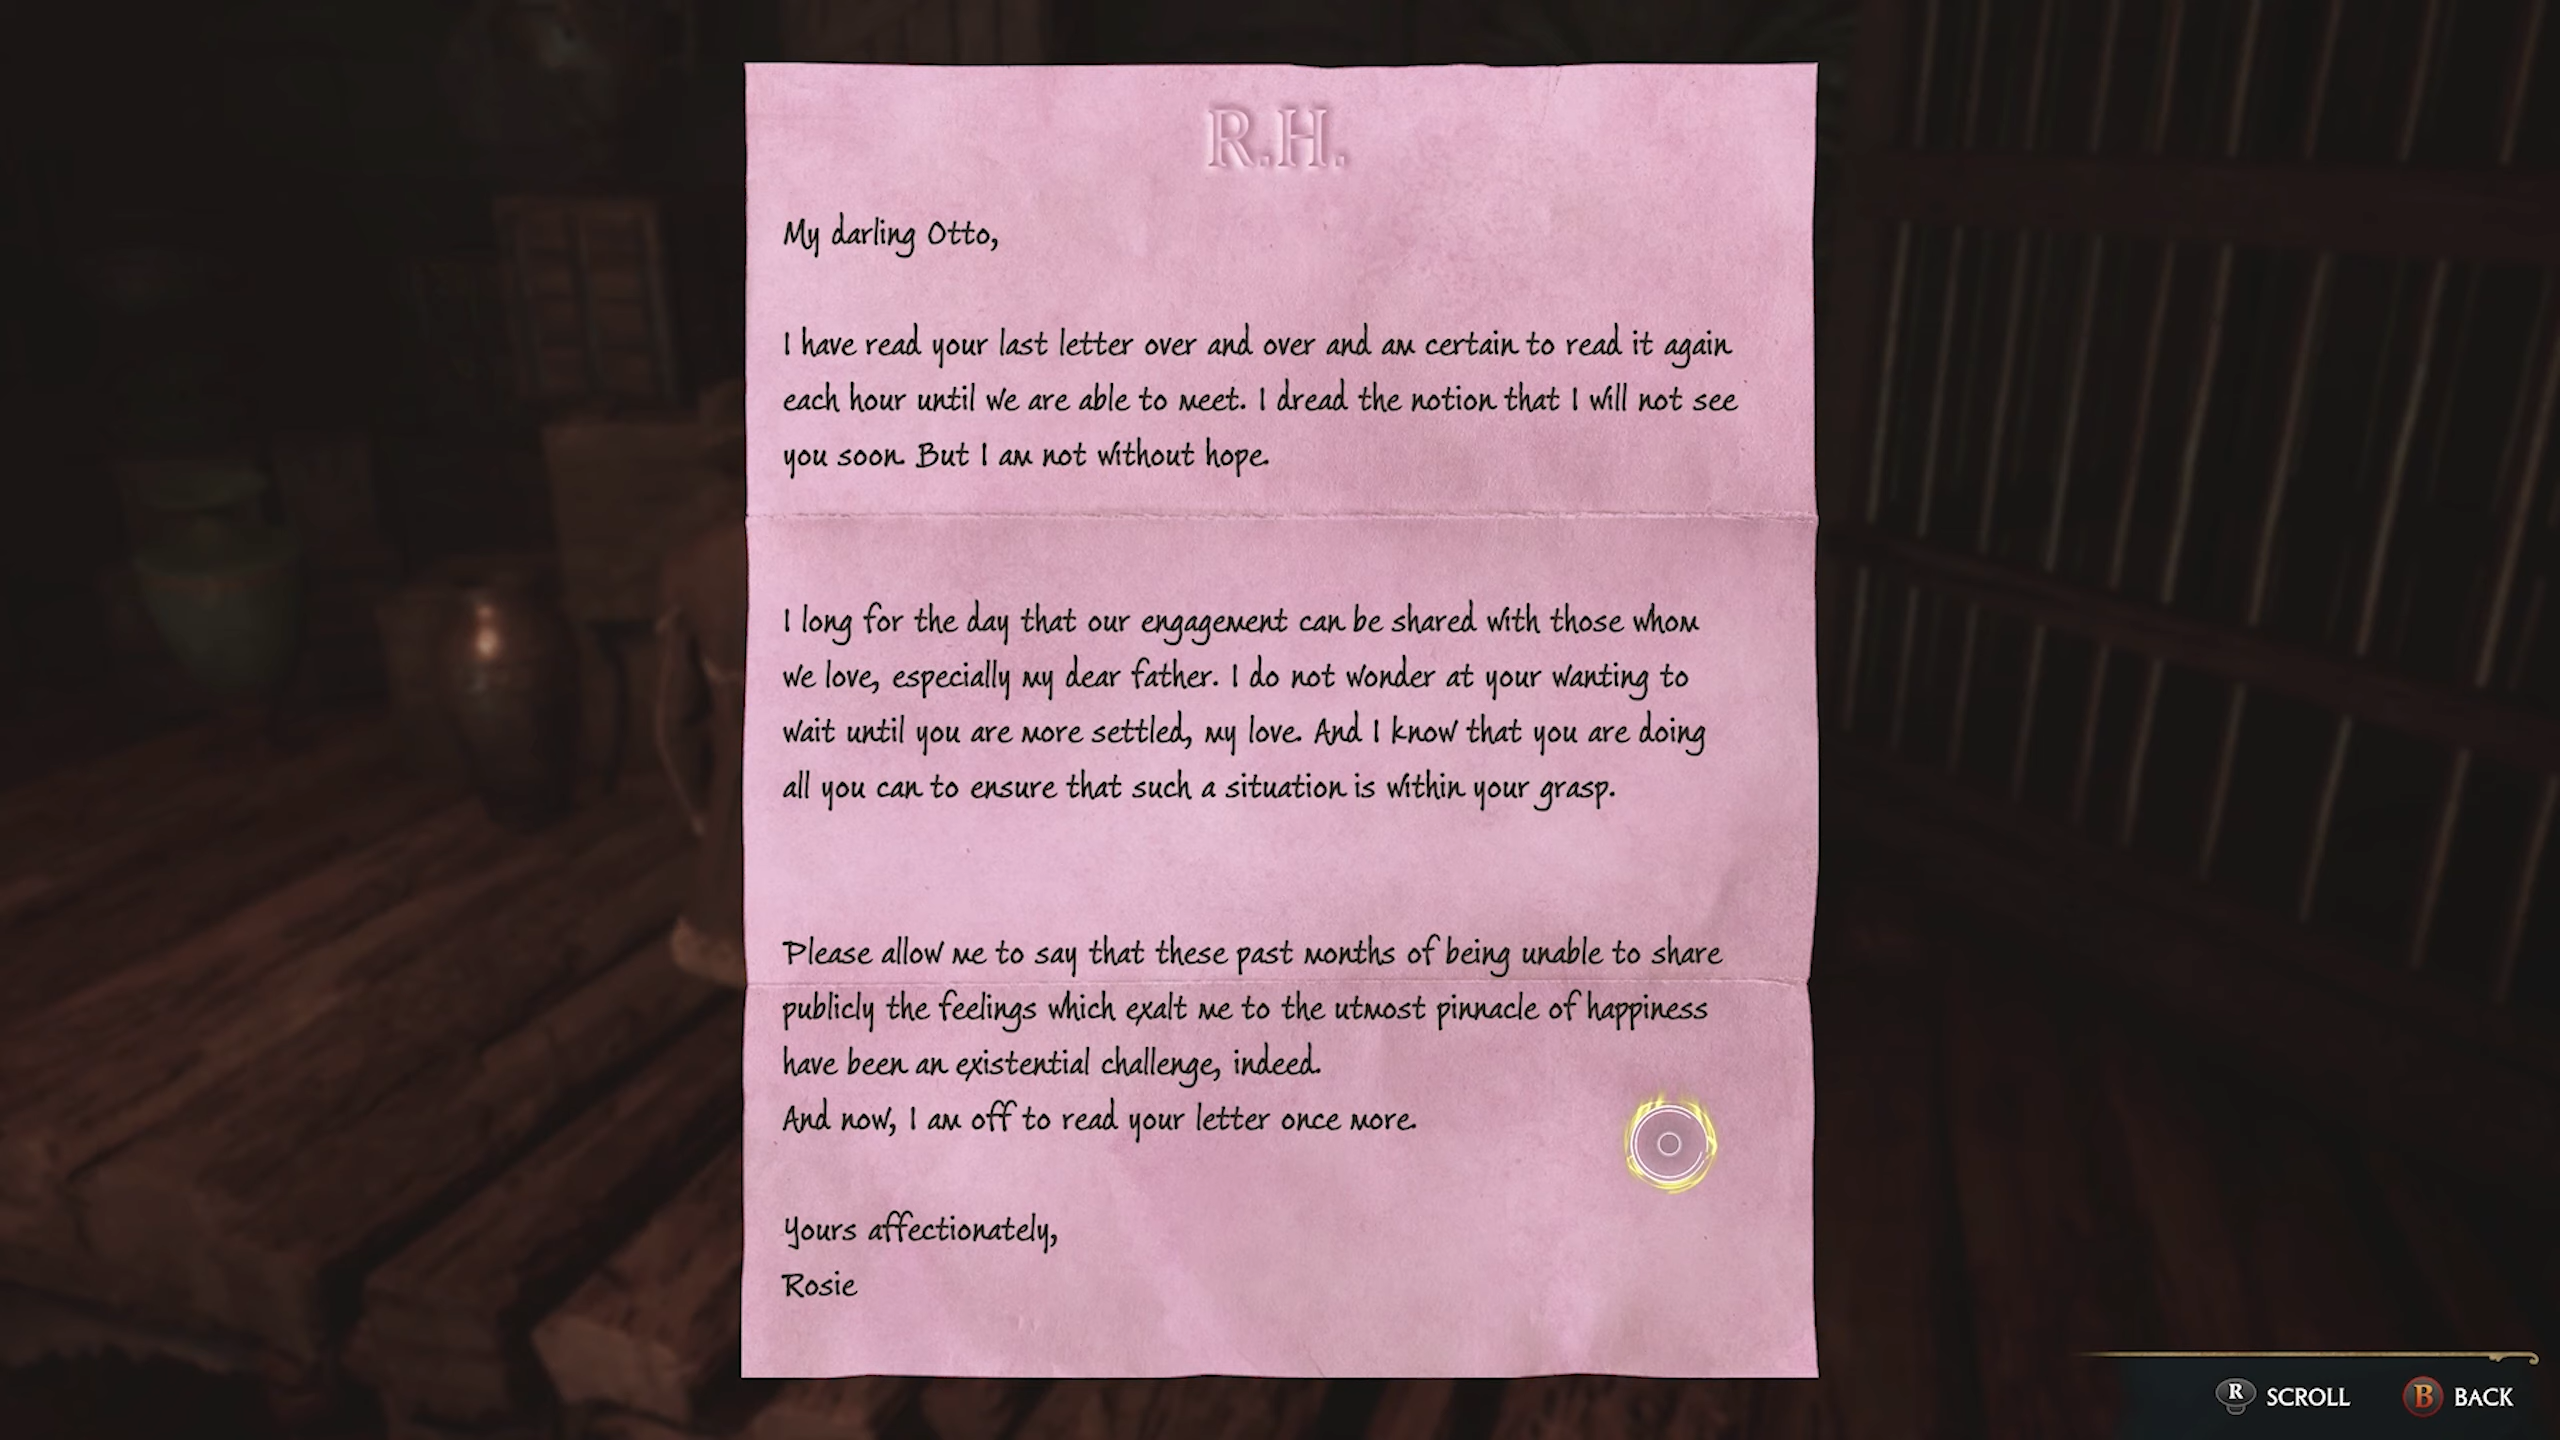 R.H.
My darling Otto,
I have read your last letter over and over and am certain to read it again
each hour until we are able to meet. I dread the notion that I will not see
you soon. But I am not without hope.
I long for the day that our engagement can be shared with those whom
we love, especially my dear father. I do not wonder at your wanting to
wait until you are more settled, my love. And I know that you are doing
all you can to ensure that such a situation is within your grasp.
Please allow me to say that these past months of being unable to share
publicly the feelings which exalt me to the utmost pinnacle of happiness
have been an existential challenge, indeed.
And now, I am off to read your letter once more.
Yours affectionately,
Rosie
R SCROLL B BACK